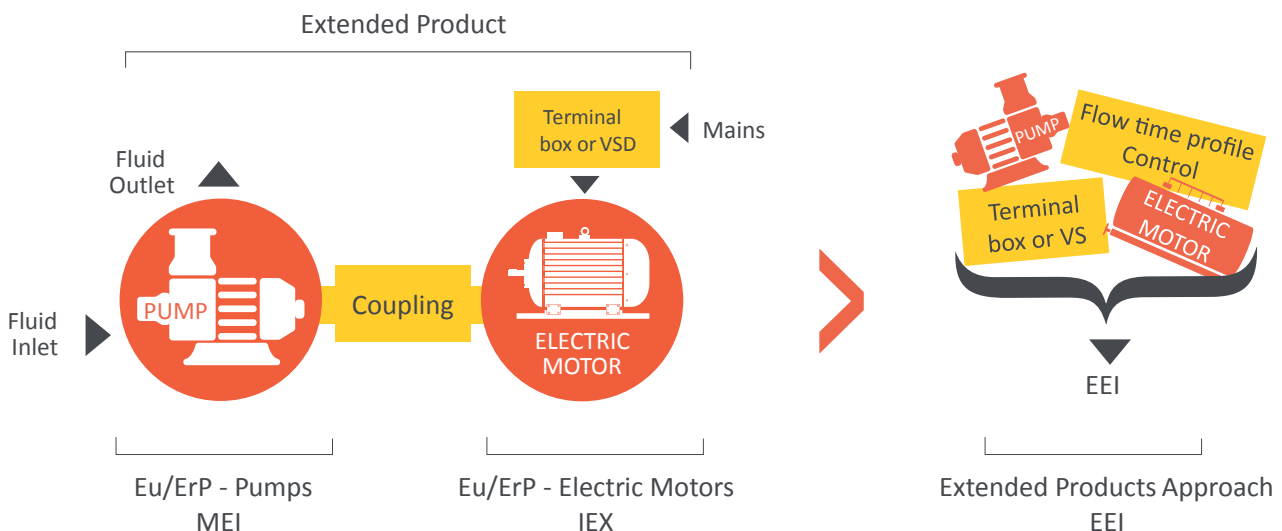 Extended Product
Terminal
box or VSD
Mains
Fluid
Outlet
PUMP
Fluid
Inlet
Coupling
ELECTRIC
MOTOR
Eu/ErP - Pumps
MEI
Eu/ErP - Electric Motors
IEX
PUMP
Flow time profile
Control
Terminal
box or VS
ELECTRIC
MOTOR
EEI
Extended Products Approach
EEI